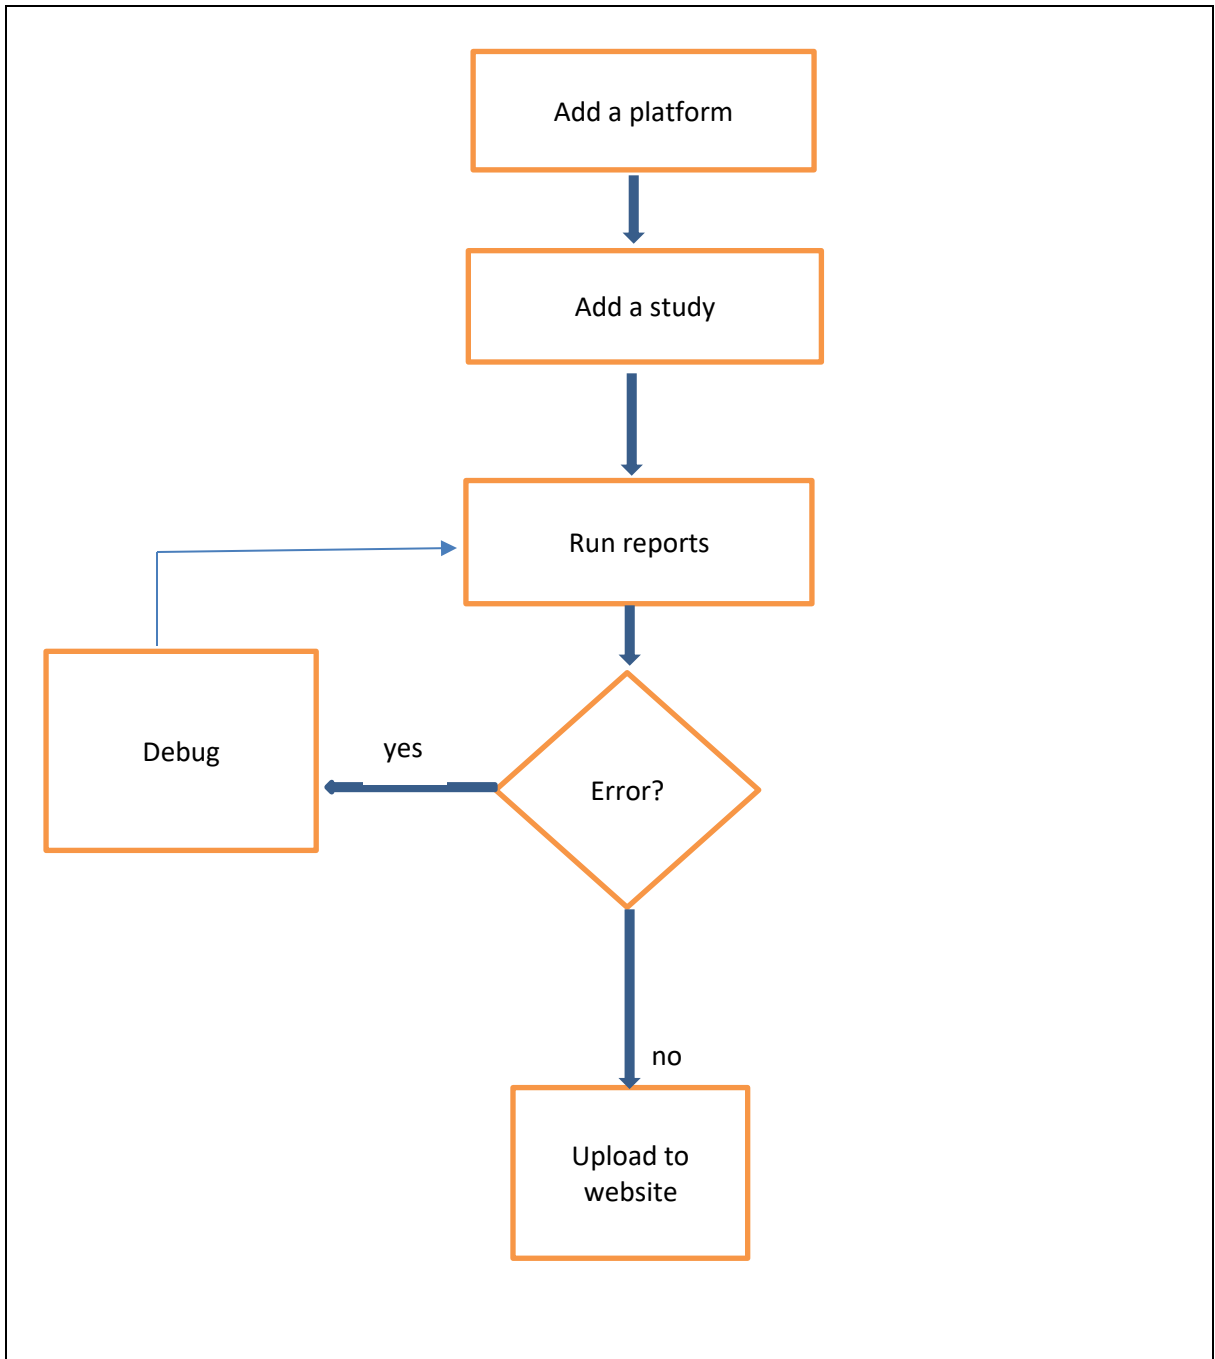 Add a platform
Add a study
Run reports
Debug
yes
Error?
no
Upload to
website